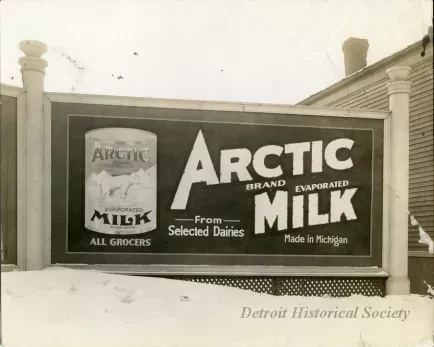 ARCTIC
EVAPORATED
MILK
ALL GROCERS
ARCTIC
BRAND EVAPORATED
MILK
From
Selected Dairies
Made in Michigan
Detroit Historical Society